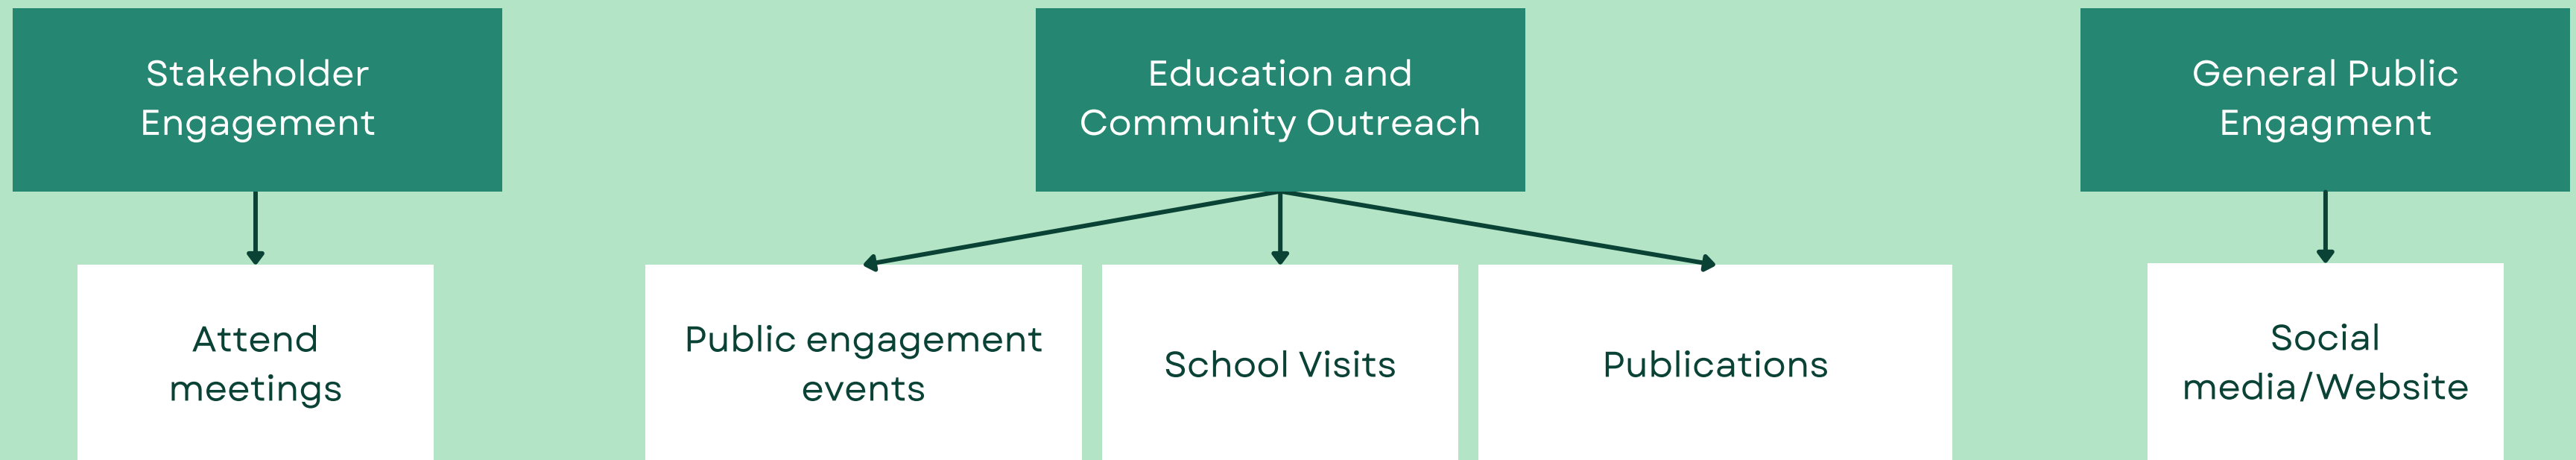 Stakeholder
Engagement
Education and
Community Outreach
General Public
Engagment
Attend
meetings
Public engagement
events
School Visits
Publications
Social
media/Website